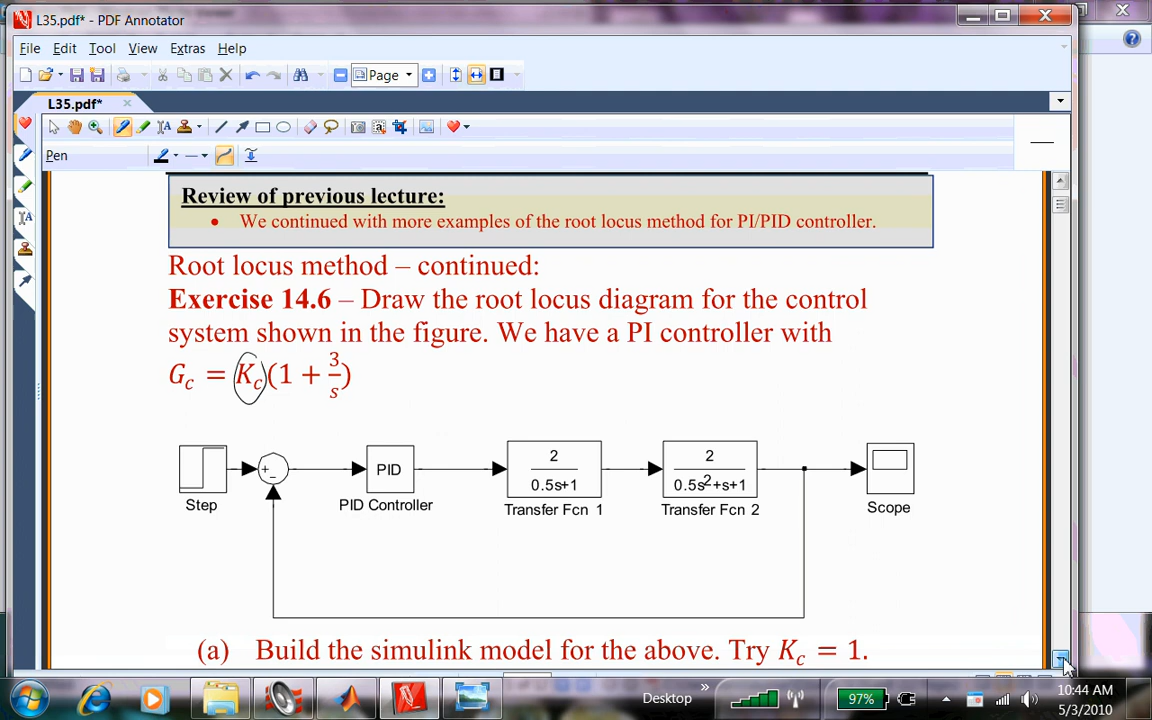 L35.pdf* - PDF Annotator
File Edit Tool View Extras Help
Page
L35.pdf*
Pen
Review of previous lecture:
• We continued with more examples of the root locus method for PI/PID controller.
Root locus method – continued:
Exercise 14.6 – Draw the root locus diagram for the control
system shown in the figure. We have a PI controller with
G_c = K_c(1 + 3/s)
+
−
PID
2
0.5s+1
2
0.5s²+s+1
Step
PID Controller
Transfer Fcn 1
Transfer Fcn 2
Scope
(a) Build the simulink model for the above. Try K_c = 1.
Desktop
»
97%
10:44 AM
5/3/2010